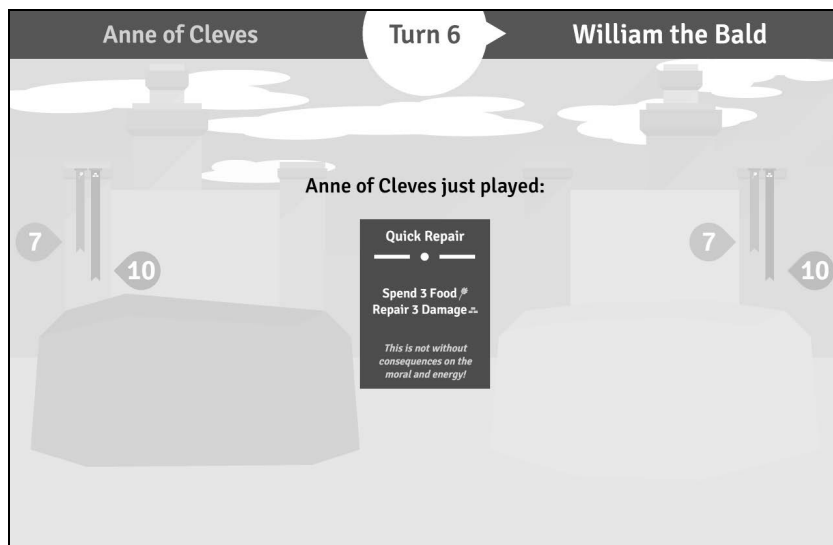 Anne of Cleves
Turn 6
William the Bald
Anne of Cleves just played:
7
10
Quick Repair
Spend 3 Food
Repair 3 Damage
This is not without
consequences on the
moral and energy!
7
10